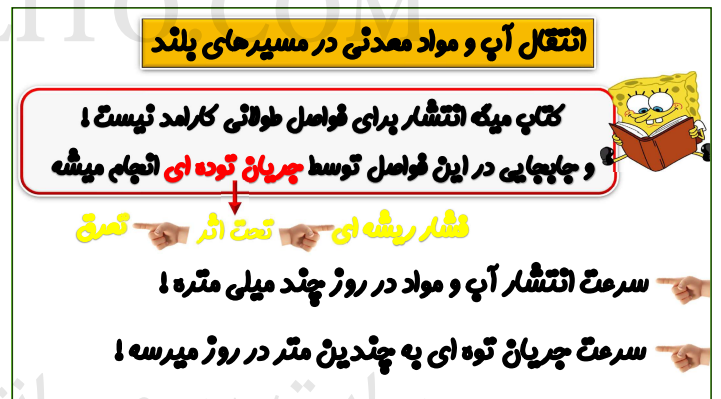 انتقال آب و مواد معدنی در مسیرهای بلند
کتاب میگه انتشار برای فواصل طولانی کارامد نیست !
و جابجایی در این فواصل توسط جریان توده ای انجام میشه
فشار ریشه ای تحت اثر تعرق
سرعت انتشار آب و مواد در روز چند میلی متره !
سرعت جریان توه ای به چندین متر در روز میرسه !